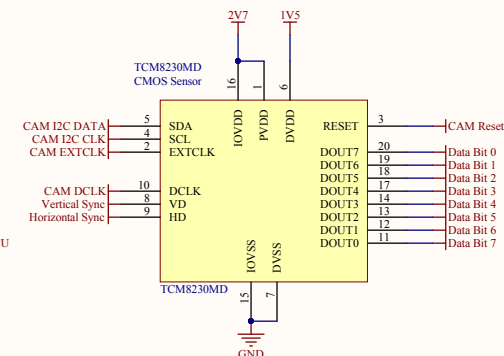 2V7 1V5
TCM8230MD
CMOS Sensor
16 1 6
IOVDD PVDD DVDD
CAM I2C DATA 5 SDA RESET 3 CAM Reset
CAM I2C CLK 4 SCL
CAM EXTCLK 2 EXTCLK
DOUT7 20 Data Bit 0
DOUT6 19 Data Bit 1
DOUT5 18 Data Bit 2
CAM DCLK 10 DCLK DOUT4 17 Data Bit 3
Vertical Sync 8 VD DOUT3 14 Data Bit 4
Horizontal Sync 9 HD DOUT2 13 Data Bit 5
DOUT1 12 Data Bit 6
U DOUT0 11 Data Bit 7
IOVSS DVSS
TCM8230MD
15 7
GND